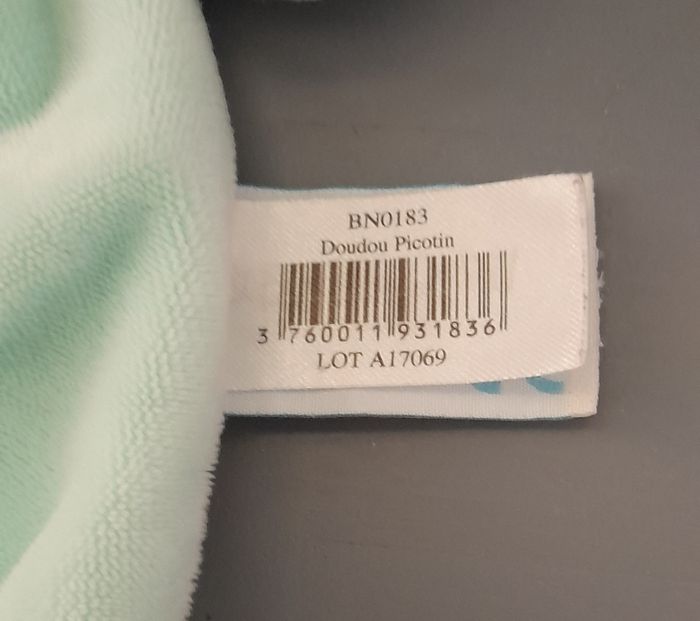 BN0183
Doudou Picotin
3 760011 931836
LOT A17069